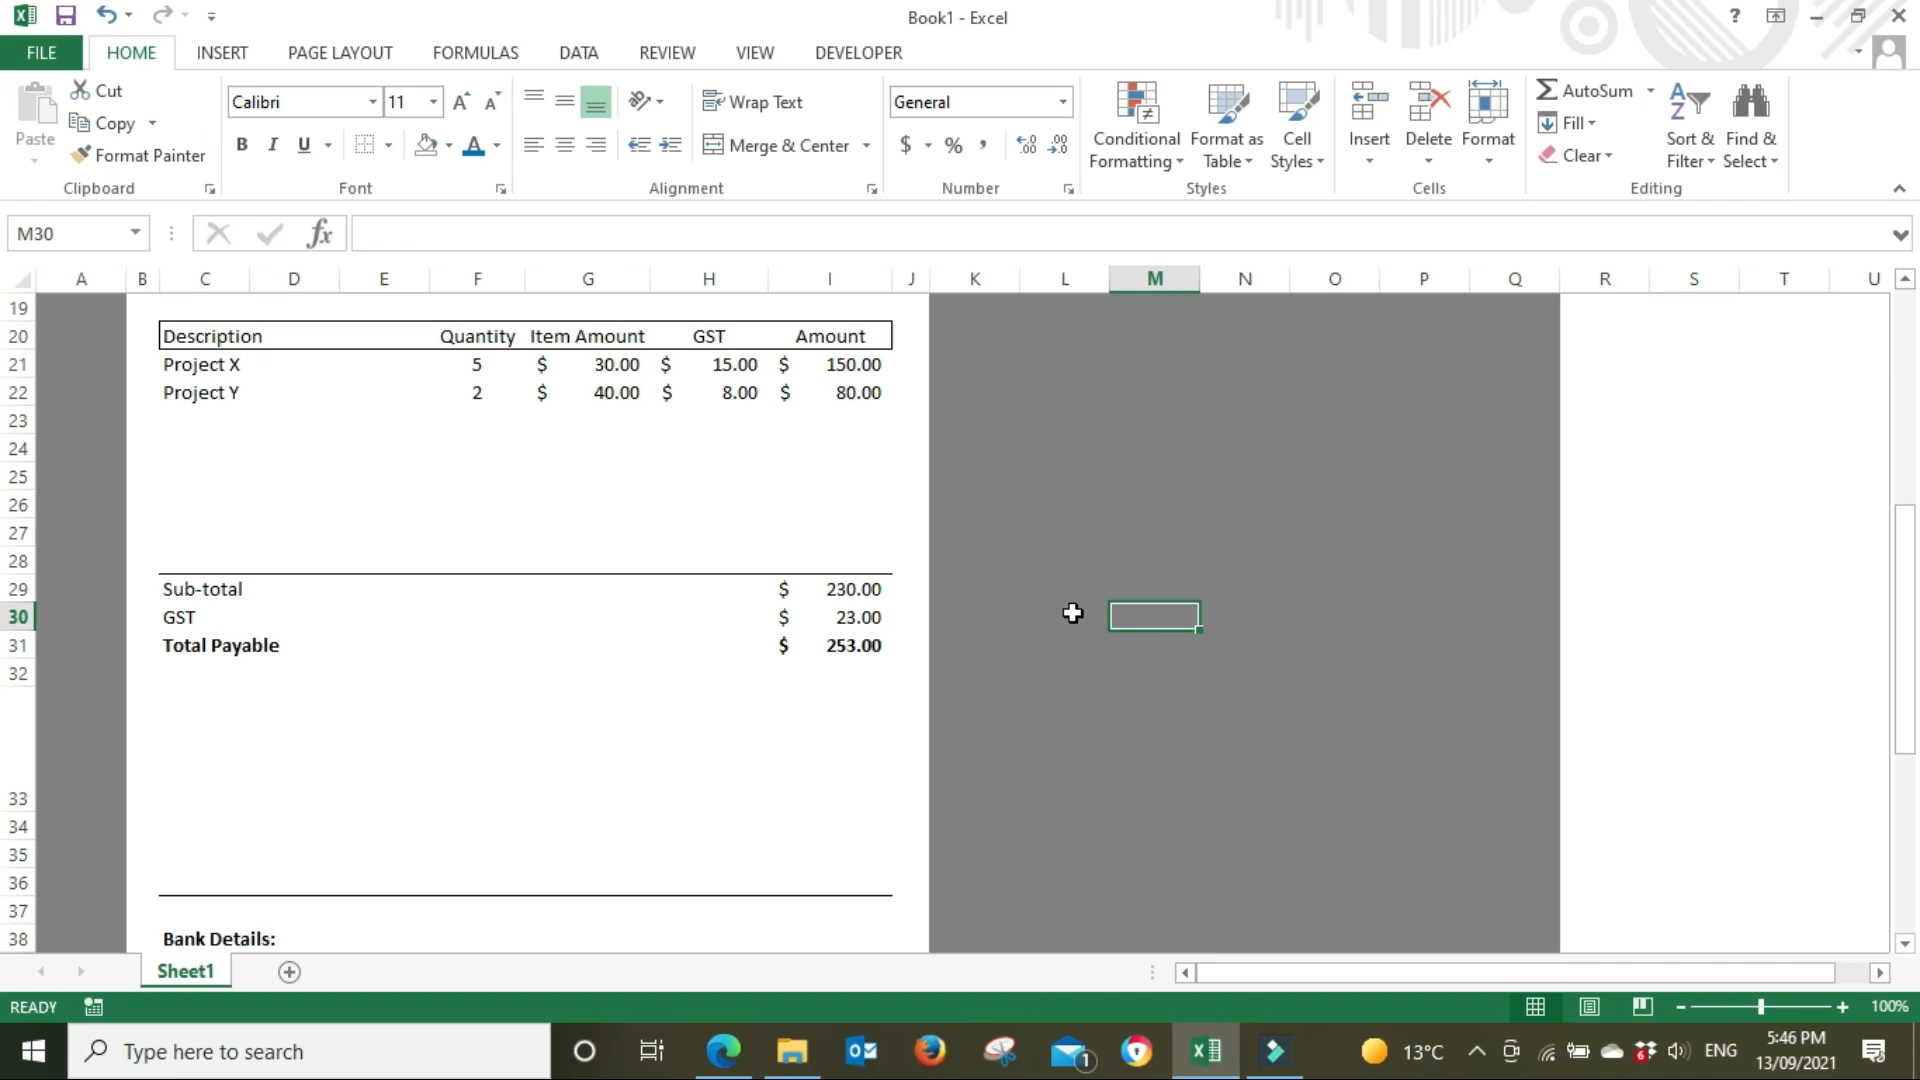 Book1 - Excel
?
FILE HOME INSERT PAGE LAYOUT FORMULAS DATA REVIEW VIEW DEVELOPER
Paste
Cut
Copy
Format Painter
Clipboard
Calibri 11 A A
B I U A
Font
Wrap Text
Merge & Center
Alignment
General
$ % ,
Number
Conditional Formatting
Format as Table
Cell Styles
Styles
Insert Delete Format
Cells
AutoSum
Fill
Clear
Sort & Filter
Find & Select
Editing
M30 fx
A B C D E F G H I J K L M N O P Q R S T U
19
20 Description Quantity Item Amount GST Amount
21 Project X 5 $ 30.00 $ 15.00 $ 150.00
22 Project Y 2 $ 40.00 $ 8.00 $ 80.00
23
24
25
26
27
28
29 Sub-total $ 230.00
30 GST $ 23.00
31 Total Payable $ 253.00
32
33
34
35
36
37
38 Bank Details:
Sheet1
READY 100%
Type here to search 1 13°C 6 ENG 5:46 PM
13/09/2021